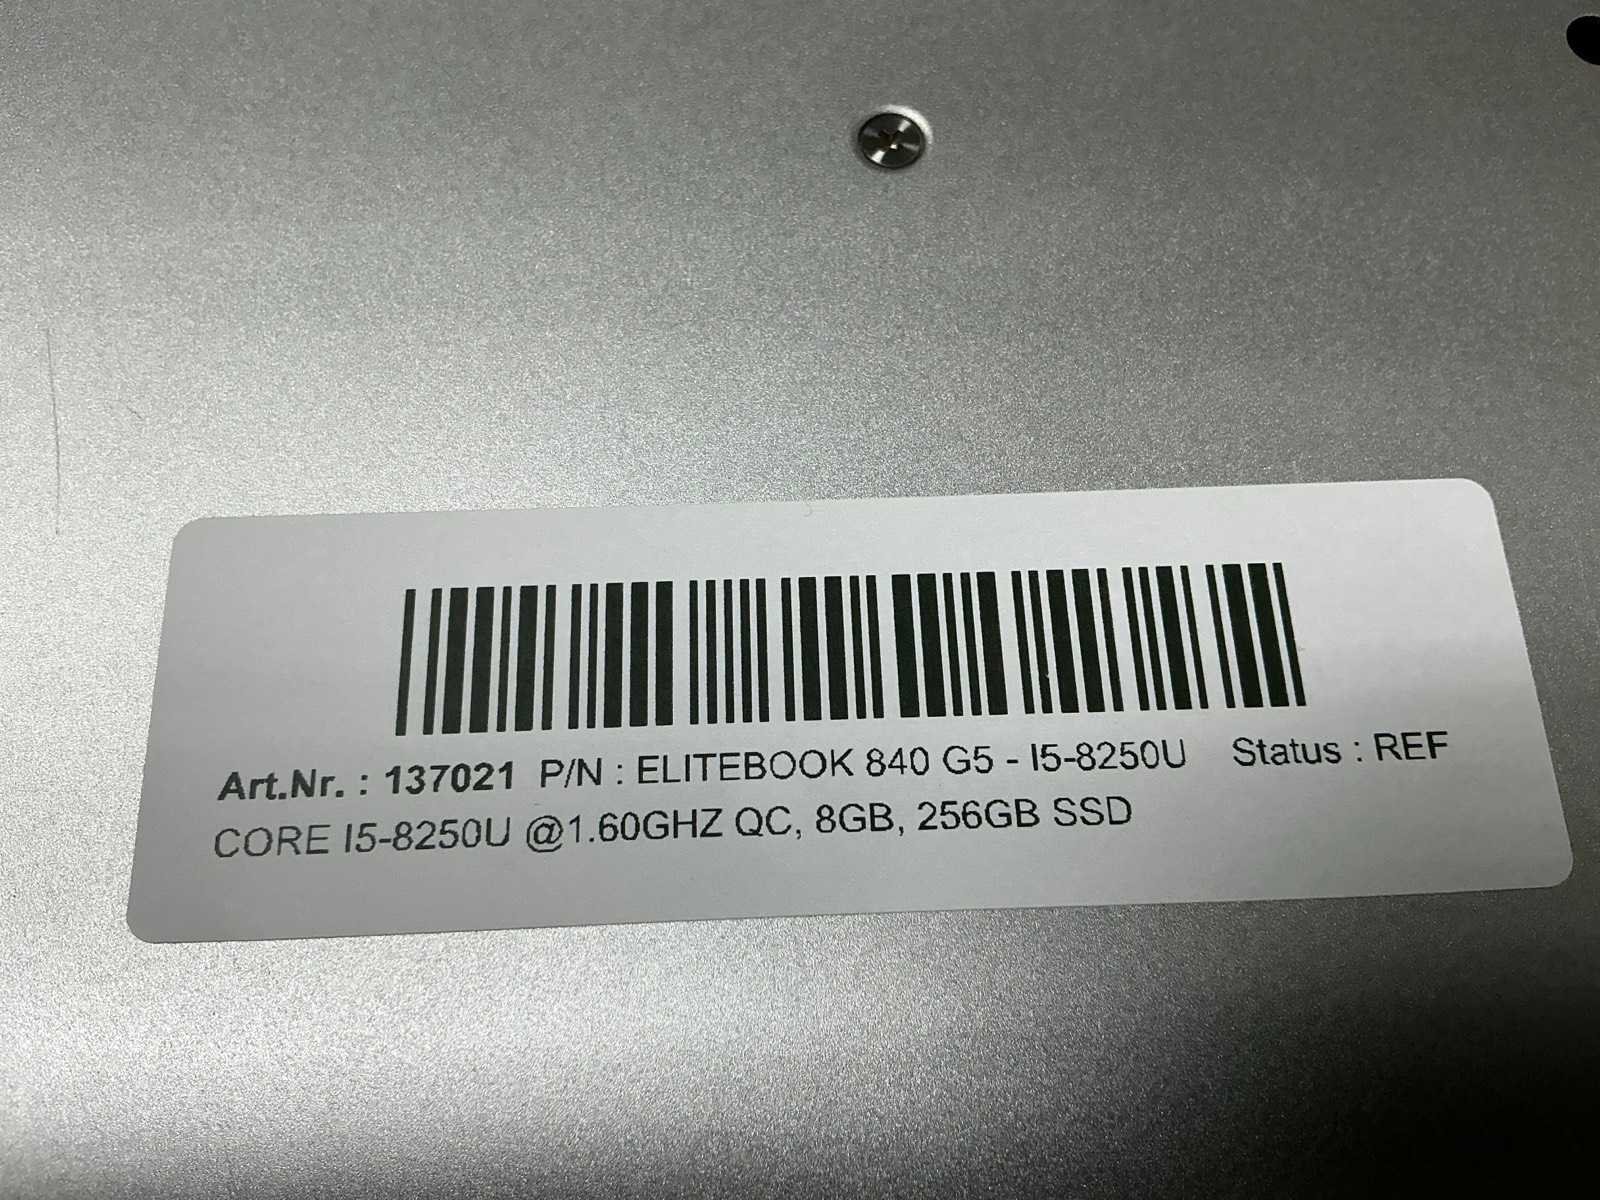 Art.Nr. : 137021 P/N : ELITEBOOK 840 G5 - I5-8250U Status : REF
CORE I5-8250U @1.60GHZ QC, 8GB, 256GB SSD